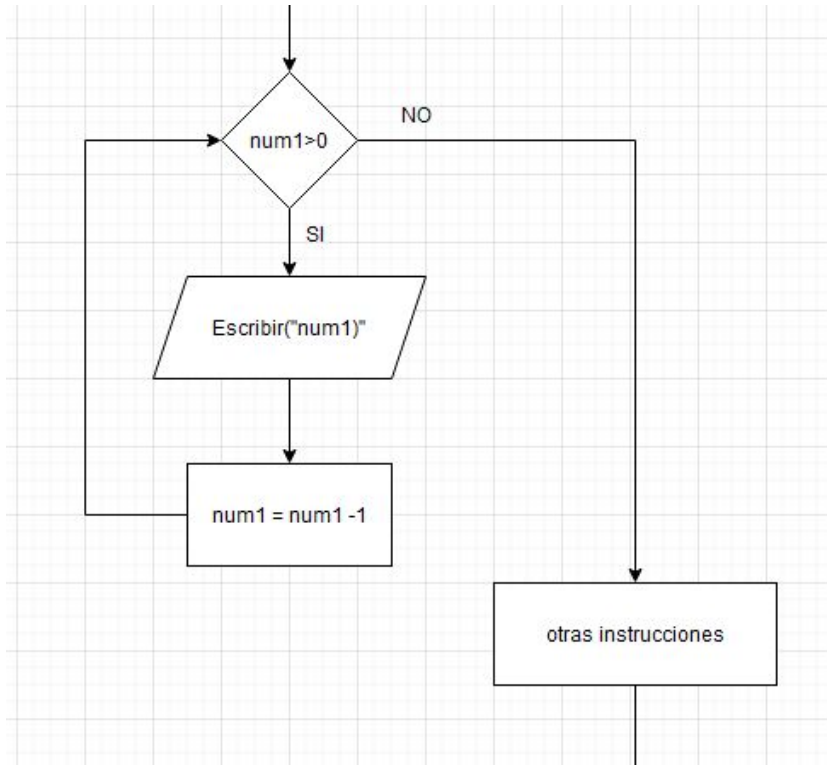 num1>0
NO
SI
Escribir("num1)"
num1 = num1 -1
otras instrucciones